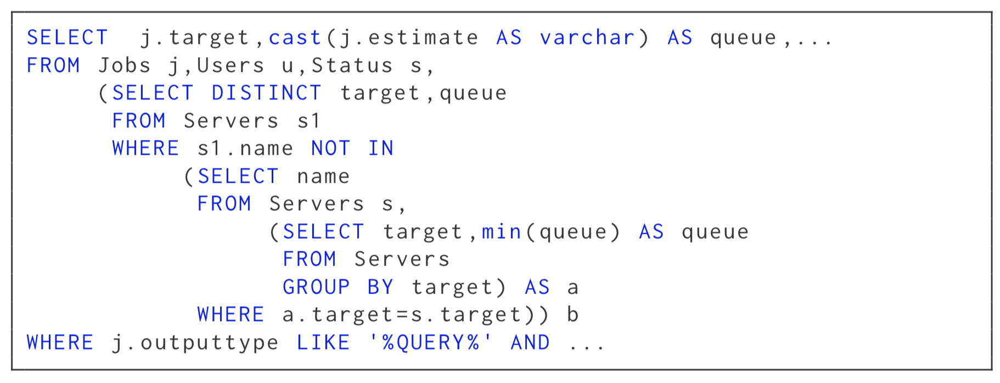 SELECT  j.target,cast(j.estimate AS varchar) AS queue,...
FROM Jobs j,Users u,Status s,
     (SELECT DISTINCT target,queue
      FROM Servers s1
      WHERE s1.name NOT IN
           (SELECT name
            FROM Servers s,
                 (SELECT target,min(queue) AS queue
                  FROM Servers
                  GROUP BY target) AS a
            WHERE a.target=s.target)) b
WHERE j.outputtype LIKE '%QUERY%' AND ...